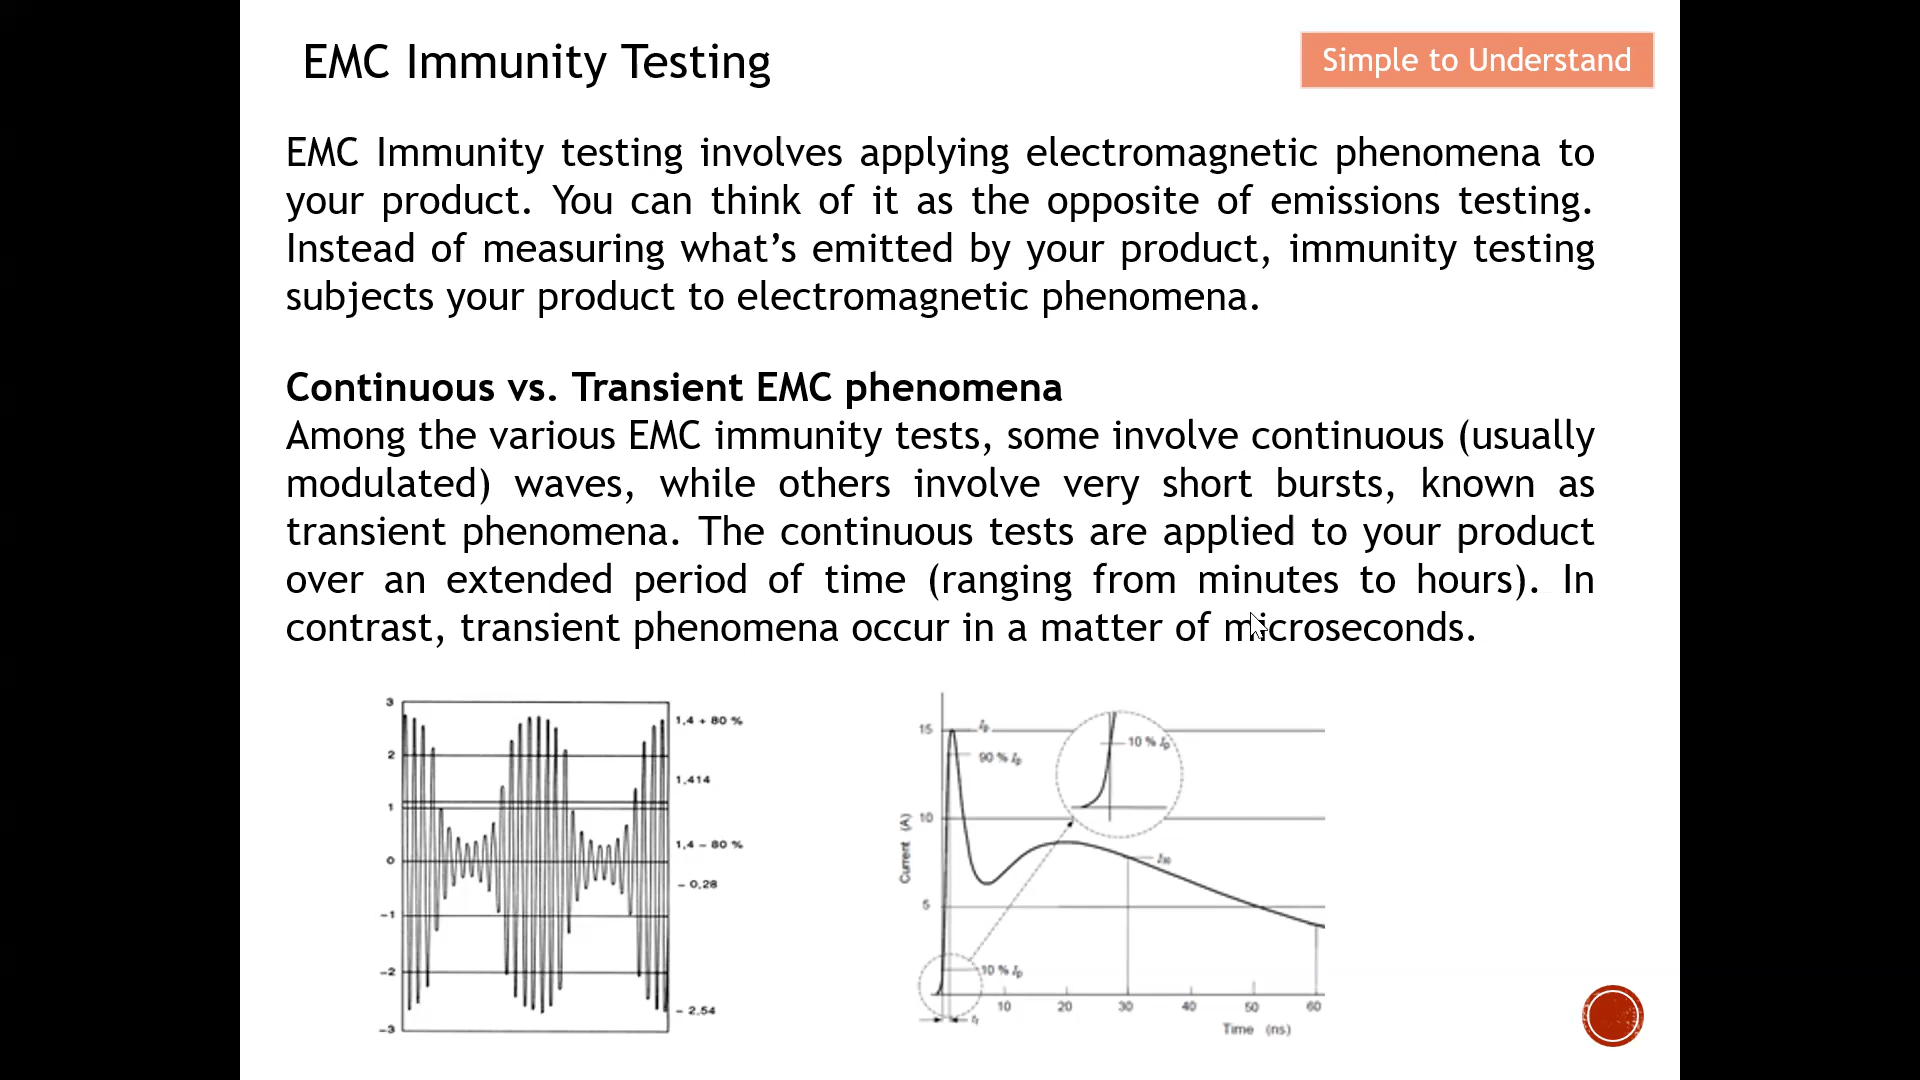 EMC Immunity Testing
Simple to Understand
EMC Immunity testing involves applying electromagnetic phenomena to
your product. You can think of it as the opposite of emissions testing.
Instead of measuring what’s emitted by your product, immunity testing
subjects your product to electromagnetic phenomena.
Continuous vs. Transient EMC phenomena
Among the various EMC immunity tests, some involve continuous (usually
modulated) waves, while others involve very short bursts, known as
transient phenomena. The continuous tests are applied to your product
over an extended period of time (ranging from minutes to hours). In
contrast, transient phenomena occur in a matter of microseconds.
3
2
1
0
–1
–2
–3
1,4 + 80 %
1,414
1,4 – 80 %
– 0,28
– 2,54
Current (A)
15
10
5
Ip
90 % Ip
10 % Ip
I30
10 % Ip
10 20 30 40 50 60
tr
Time (ns)